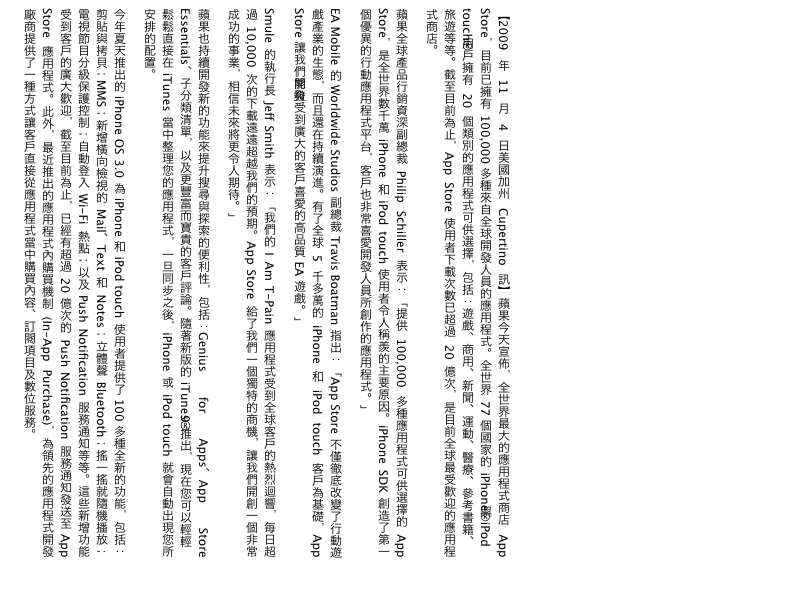 【2009 年 11 月 4 日美國加州 Cupertino 訊】蘋果今天宣佈，全世界最大的應用程式商店 App
Store，目前已擁有 100,000 多種來自全球開發人員的應用程式。全世界 77 個國家的 iPhone 與 iPod
touch 用戶擁有 20 個類別的應用程式可供選擇，包括：遊戲、商用、新聞、運動、醫療、參考書籍、
旅遊等等。截至目前為止，App Store 使用者下載次數已超過 20 億次，是目前全球最受歡迎的應用程
式商店。
蘋果全球產品行銷資深副總裁 Philip Schiller 表示：「提供 100,000 多種應用程式可供選擇的 App
Store，是全世界數千萬 iPhone 和 iPod touch 使用者令人稱羨的主要原因。iPhone SDK 創造了第一
個優異的行動應用程式平台，客戶也非常喜愛開發人員所創作的應用程式。」
EA Mobile 的 Worldwide Studios 副總裁 Travis Boatman 指出：「App Store 不僅徹底改變了行動遊
戲產業的生態，而且還在持續演進。有了全球 5 千多萬的 iPhone 和 iPod touch 客戶為基礎，App
Store 讓我們能夠開發受到廣大的客戶喜愛的高品質 EA 遊戲。」
Smule 的執行長 Jeff Smith 表示：「我們的 I Am T-Pain 應用程式受到全球客戶的熱烈迴響，每日超
過 10,000 次的下載遠遠超越我們的預期。App Store 給了我們一個獨特的商機，讓我們開創一個非常
成功的事業，相信未來將更令人期待。」
蘋果也持續開發新的功能來提升搜尋與探索的便利性，包括：Genius for Apps、App Store
Essentials、子分類清單，以及更豐富而寶貴的客戶評論。隨著新版的 iTunes 9 的推出，現在您可以輕輕
鬆鬆直接在 iTunes 當中整理您的應用程式，一旦同步之後，iPhone 或 iPod touch 就會自動出現您所
安排的配置。
今年夏天推出的 iPhone OS 3.0 為 iPhone 和 iPod touch 使用者提供了 100 多種全新的功能，包括：
剪貼與拷貝；MMS；新增橫向檢視的 Mail、Text 和 Notes；立體聲 Bluetooth；搖一搖就隨機播放；
電視節目分級保護控制；自動登入 Wi-Fi 熱點；以及 Push Notification 服務通知等等。這些新增功能
受到客戶的廣大歡迎，截至目前為止，已經有超過 20 億次的 Push Notification 服務通知發送至 App
Store 應用程式。此外，最近推出的應用程式內購買機制 (In-App Purchase)，為領先的應用程式開發
廠商提供了一種方式讓客戶直接從應用程式當中購買內容、訂閱項目及數位服務。